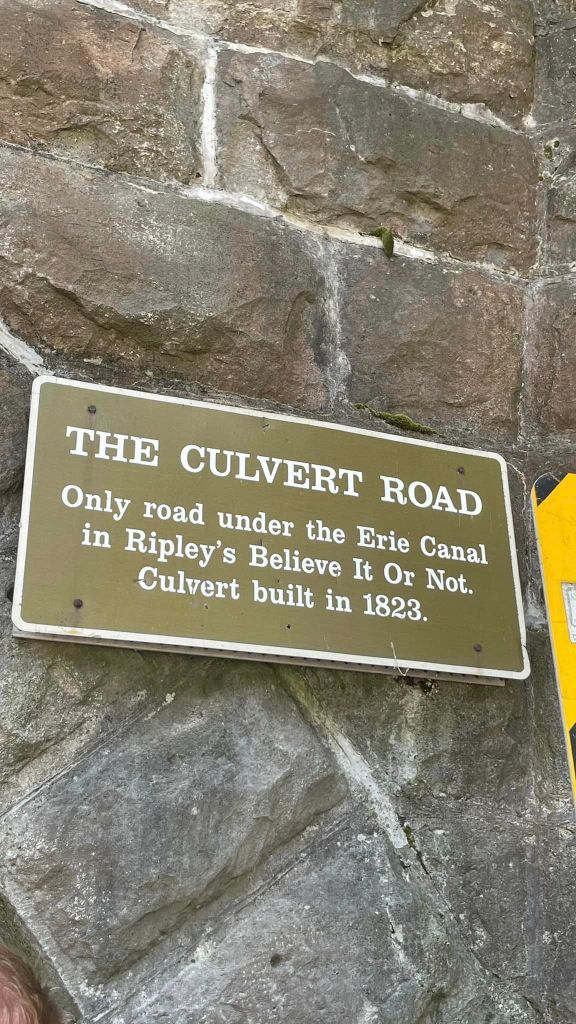 THE CULVERT ROAD
Only road under the Erie Canal
in Ripley's Believe It Or Not.
Culvert built in 1823.